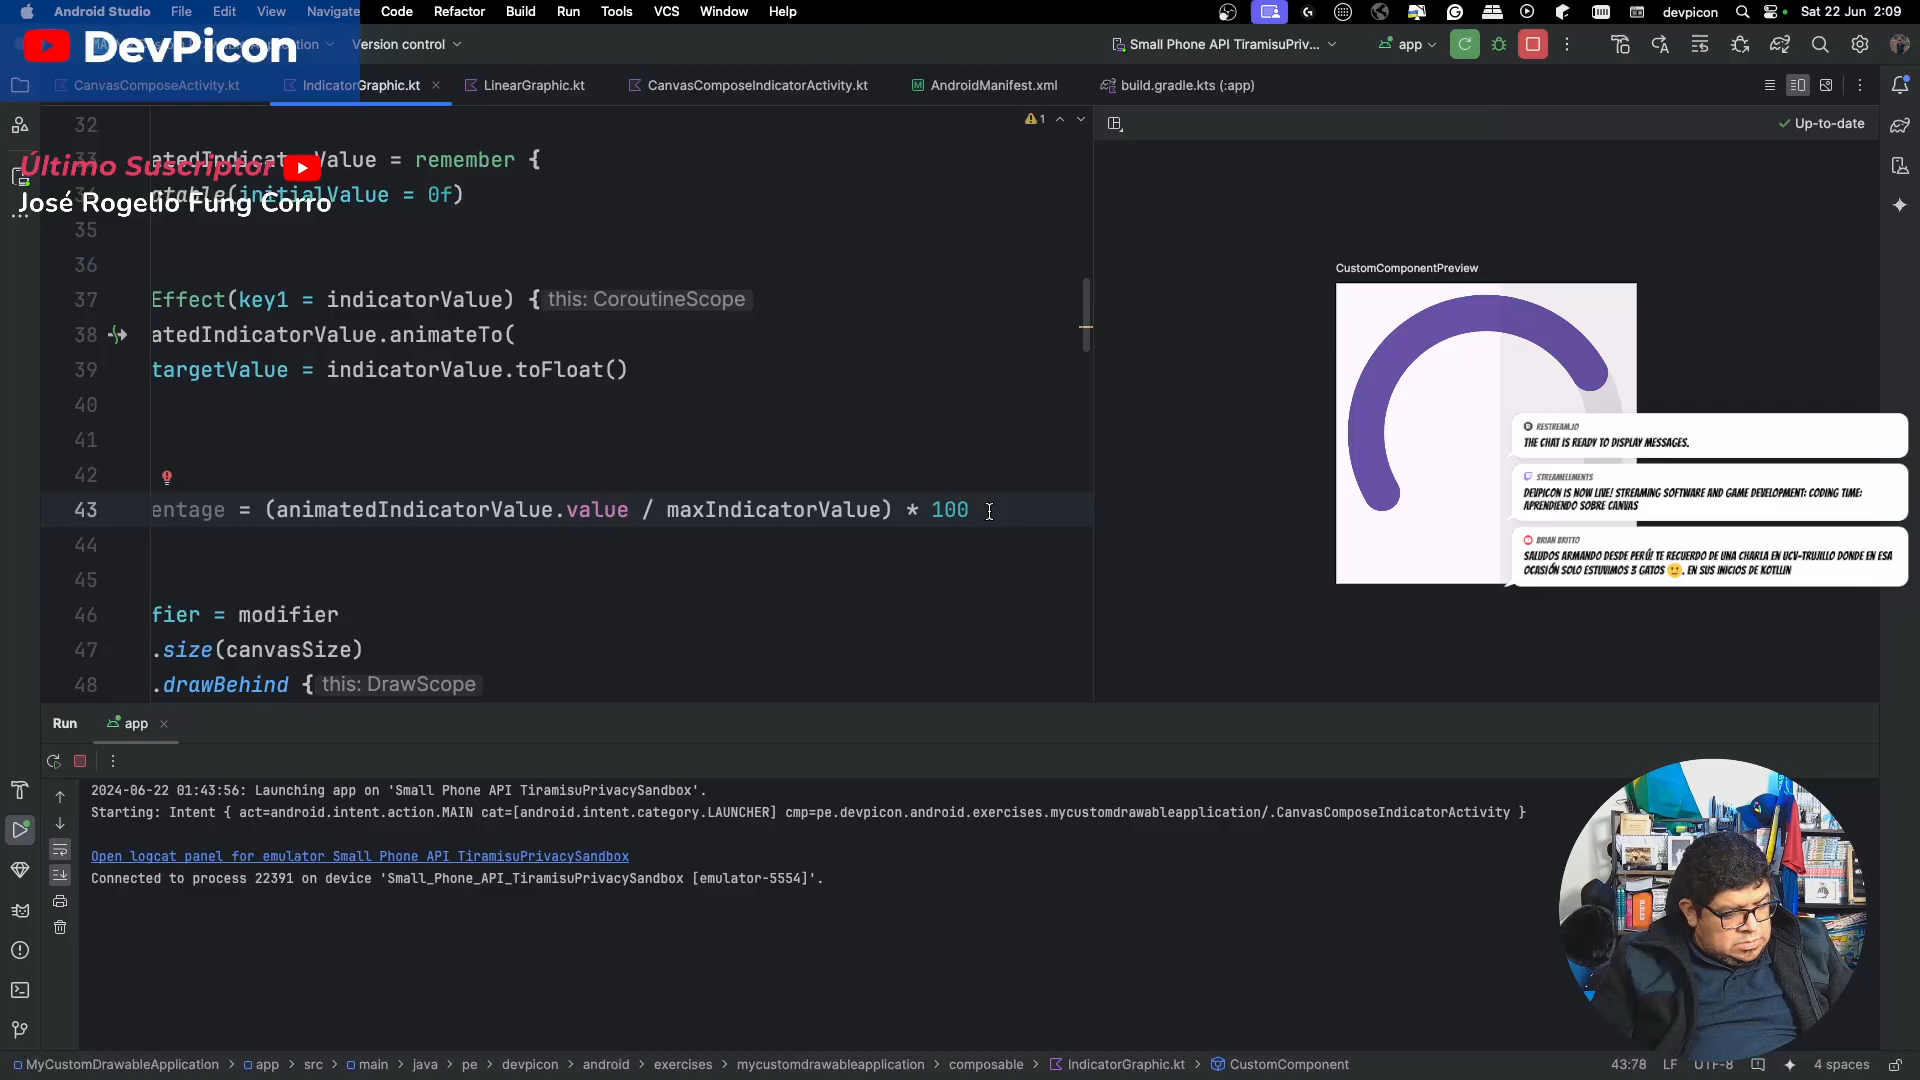 Android Studio File Edit View Navigate Code Refactor Build Run Tools VCS Window Help devpicon Sat 22 Jun 2:09
DevPicon
Version control
Small Phone API TiramisuPriv...
app
CanvasComposeActivity.kt
IndicatorGraphic.kt
LinearGraphic.kt
CanvasComposeIndicatorActivity.kt
AndroidManifest.xml
build.gradle.kts (:app)
32
1
Up-to-date
33 atedIndicatorValue = remember {
Último Suscriptor
34 atable(initialValue = 0f)
José Rogelio Fung Corro
35
36
CustomComponentPreview
37 Effect(key1 = indicatorValue) { this: CoroutineScope
38 atedIndicatorValue.animateTo(
39 targetValue = indicatorValue.toFloat()
40
41
42
43 entage = (animatedIndicatorValue.value / maxIndicatorValue) * 100
44
45
46 fier = modifier
47 .size(canvasSize)
48 .drawBehind { this: DrawScope
RESTREAM.IO
THE CHAT IS READY TO DISPLAY MESSAGES.
STREAMELEMENTS
DEVPICON IS NOW LIVE! STREAMING SOFTWARE AND GAME DEVELOPMENT: CODING TIME:
APRENDIENDO SOBRE CANVAS
BRIAN BRITTO
SALUDOS ARMANDO DESDE PERÚ! TE RECUERDO DE UNA CHARLA EN UCV-TRUJILLO DONDE EN ESA
OCASIÓN SOLO ESTUVIMOS 3 GATOS 🙂. EN SUS INICIOS DE KOTLLIN
Run app
2024-06-22 01:43:56: Launching app on 'Small Phone API TiramisuPrivacySandbox'.
Starting: Intent { act=android.intent.action.MAIN cat=[android.intent.category.LAUNCHER] cmp=pe.devpicon.android.exercises.mycustomdrawableapplication/.CanvasComposeIndicatorActivity }
Open logcat panel for emulator Small Phone API TiramisuPrivacySandbox
Connected to process 22391 on device 'Small_Phone_API_TiramisuPrivacySandbox [emulator-5554]'.
MyCustomDrawableApplication > app > src > main > java > pe > devpicon > android > exercises > mycustomdrawableapplication > composable > IndicatorGraphic.kt > CustomComponent
43:78 LF UTF-8 4 spaces